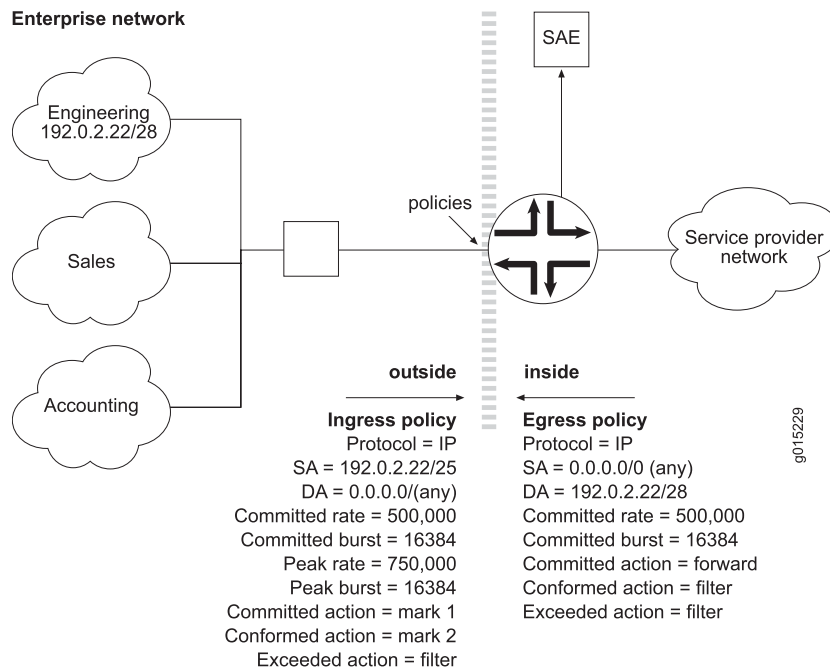 Enterprise network
SAE
Engineering
192.0.2.22/28
policies
Sales
Service provider
network
Accounting
outside
inside
Ingress policy
Protocol = IP
SA = 192.0.2.22/25
DA = 0.0.0.0/(any)
Committed rate = 500,000
Committed burst = 16384
Peak rate = 750,000
Peak burst = 16384
Committed action = mark 1
Conformed action = mark 2
Exceeded action = filter
Egress policy
Protocol = IP
SA = 0.0.0.0/0 (any)
DA = 192.0.2.22/28
Committed rate = 500,000
Committed burst = 16384
Committed action = forward
Conformed action = filter
Exceeded action = filter
g015229